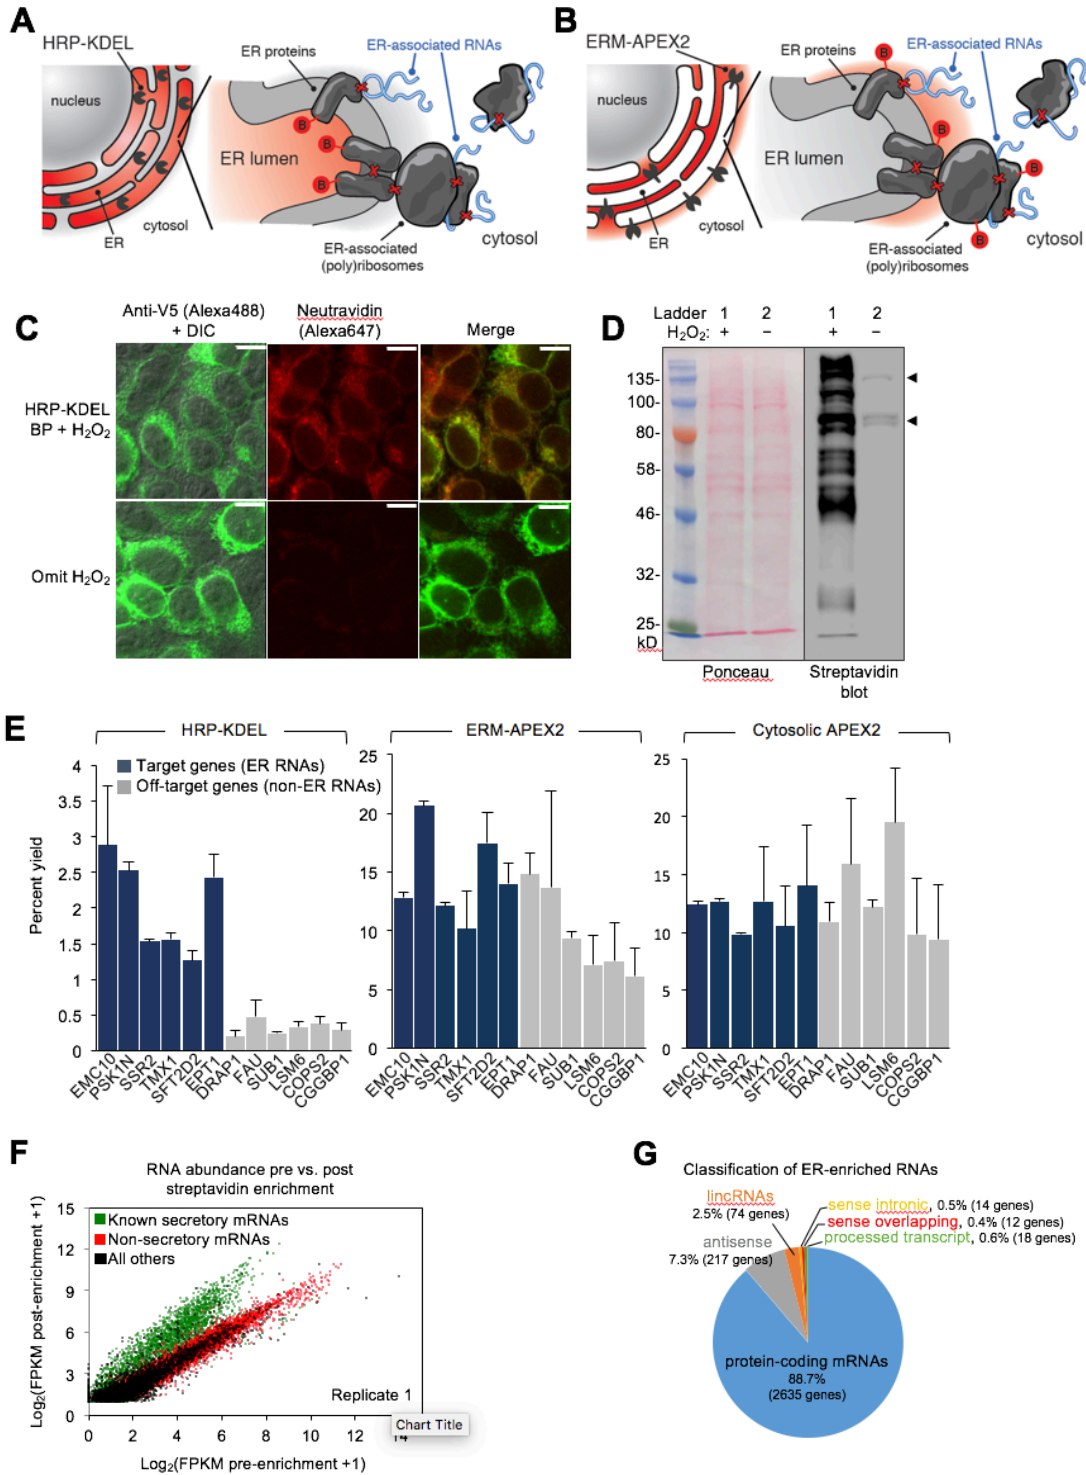 A
HRP-KDEL
nucleus
ER
cytosol
ER proteins
ER-associated RNAs
B
B
B
ER lumen
ER-associated
(poly)ribosomes
cytosol
B
ERM-APEX2
nucleus
ER
cytosol
ER proteins
ER-associated RNAs
B
B
B
B
ER lumen
ER-associated
(poly)ribosomes
cytosol
C
Anti-V5 (Alexa488)
+ DIC
Neutravidin
(Alexa647)
Merge
HRP-KDEL
BP + H₂O₂
Omit H₂O₂
D
Ladder 1 2 1 2
H₂O₂: + − + −
135-
100-
80-
58-
46-
32-
25-
kD
Ponceau
Streptavidin
blot
E
HRP-KDEL
ERM-APEX2
Cytosolic APEX2
Target genes (ER RNAs)
Off-target genes (non-ER RNAs)
Percent yield
4
3.5
3
2.5
2
1.5
1
0.5
0
EMC10 PSK1N SSR2 TMX1 SFT2D2 EPT1 DRAP1 FAU SUB1 LSM6 COPS2 CGGBP1
25
20
15
10
5
0
EMC10 PSK1N SSR2 TMX1 SFT2D2 EPT1 DRAP1 FAU SUB1 LSM6 COPS2 CGGBP1
25
20
15
10
5
0
EMC10 PSK1N SSR2 TMX1 SFT2D2 EPT1 DRAP1 FAU SUB1 LSM6 COPS2 CGGBP1
F
RNA abundance pre vs. post
streptavidin enrichment
Log₂(FPKM post-enrichment +1)
15
12
9
6
3
0
Known secretory mRNAs
Non-secretory mRNAs
All others
Replicate 1
Chart Title
0 2 4 6 8 10 12 14
Log₂(FPKM pre-enrichment +1)
G
Classification of ER-enriched RNAs
lincRNAs
2.5% (74 genes)
antisense
7.3% (217 genes)
sense intronic, 0.5% (14 genes)
sense overlapping, 0.4% (12 genes)
processed transcript, 0.6% (18 genes)
protein-coding mRNAs
88.7%
(2635 genes)